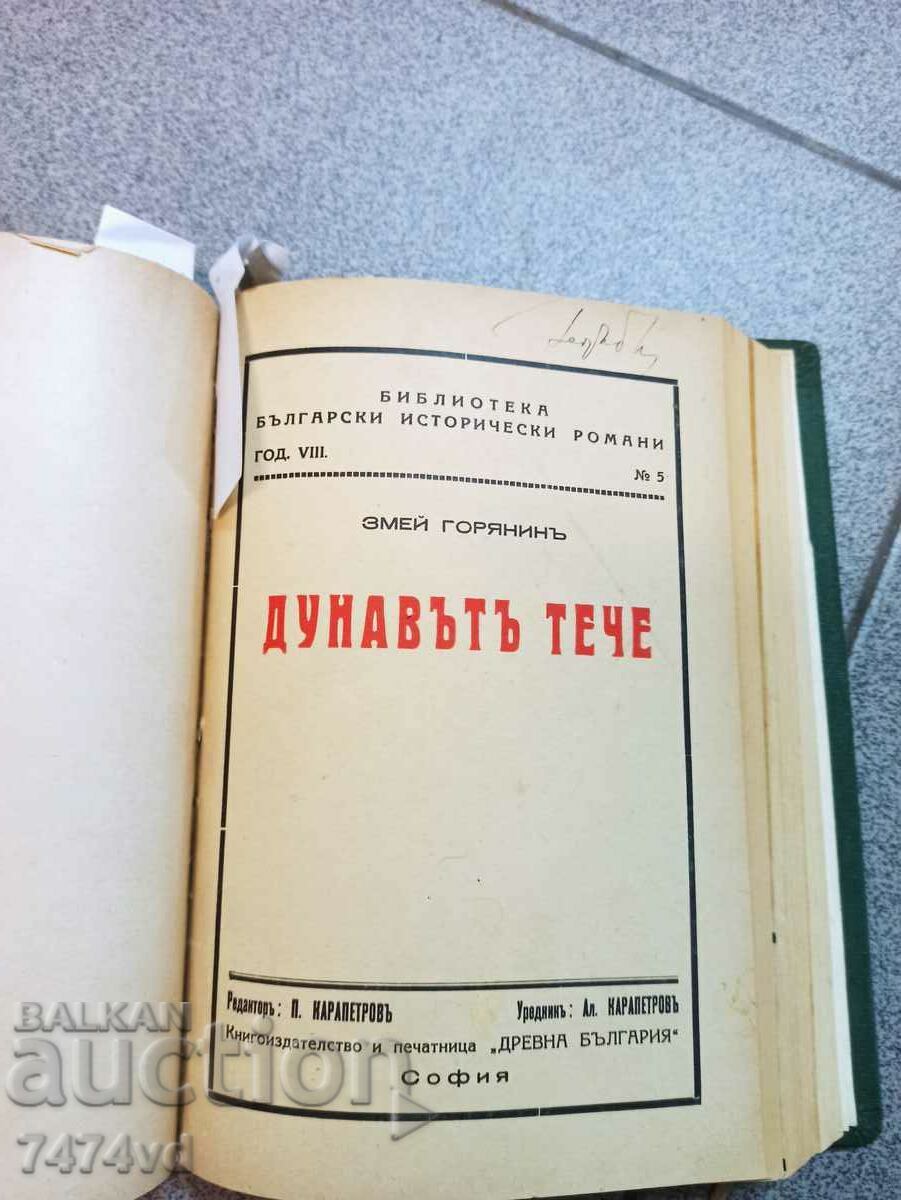 БИБЛИОТЕКА
БЪЛГАРСКИ ИСТОРИЧЕСКИ РОМАНИ
ГОД. VIII. № 5
ЗМЕЙ ГОРЯНИНЪ
ДУНАВЪТЪ ТЕЧЕ
Редакторъ: П. КАРАПЕТРОВЪ Уредникъ: Ал. КАРАПЕТРОВЪ
Книгоиздателство и печатница „ДРЕВНА БЪЛГАРИЯ“
София
BALKAN
auction
7474vd